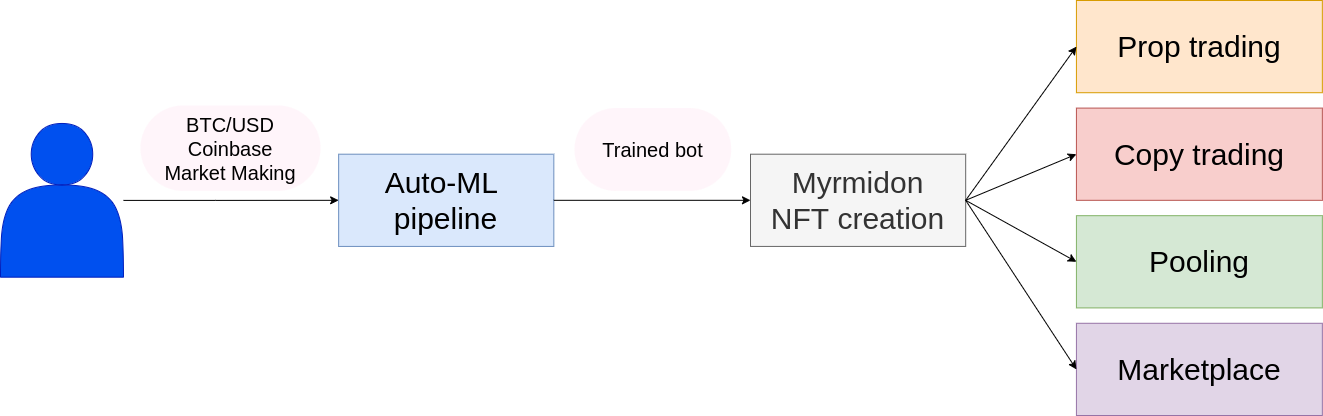 BTC/USD
Coinbase
Market Making
Auto-ML
pipeline
Trained bot
Myrmidon
NFT creation
Prop trading
Copy trading
Pooling
Marketplace